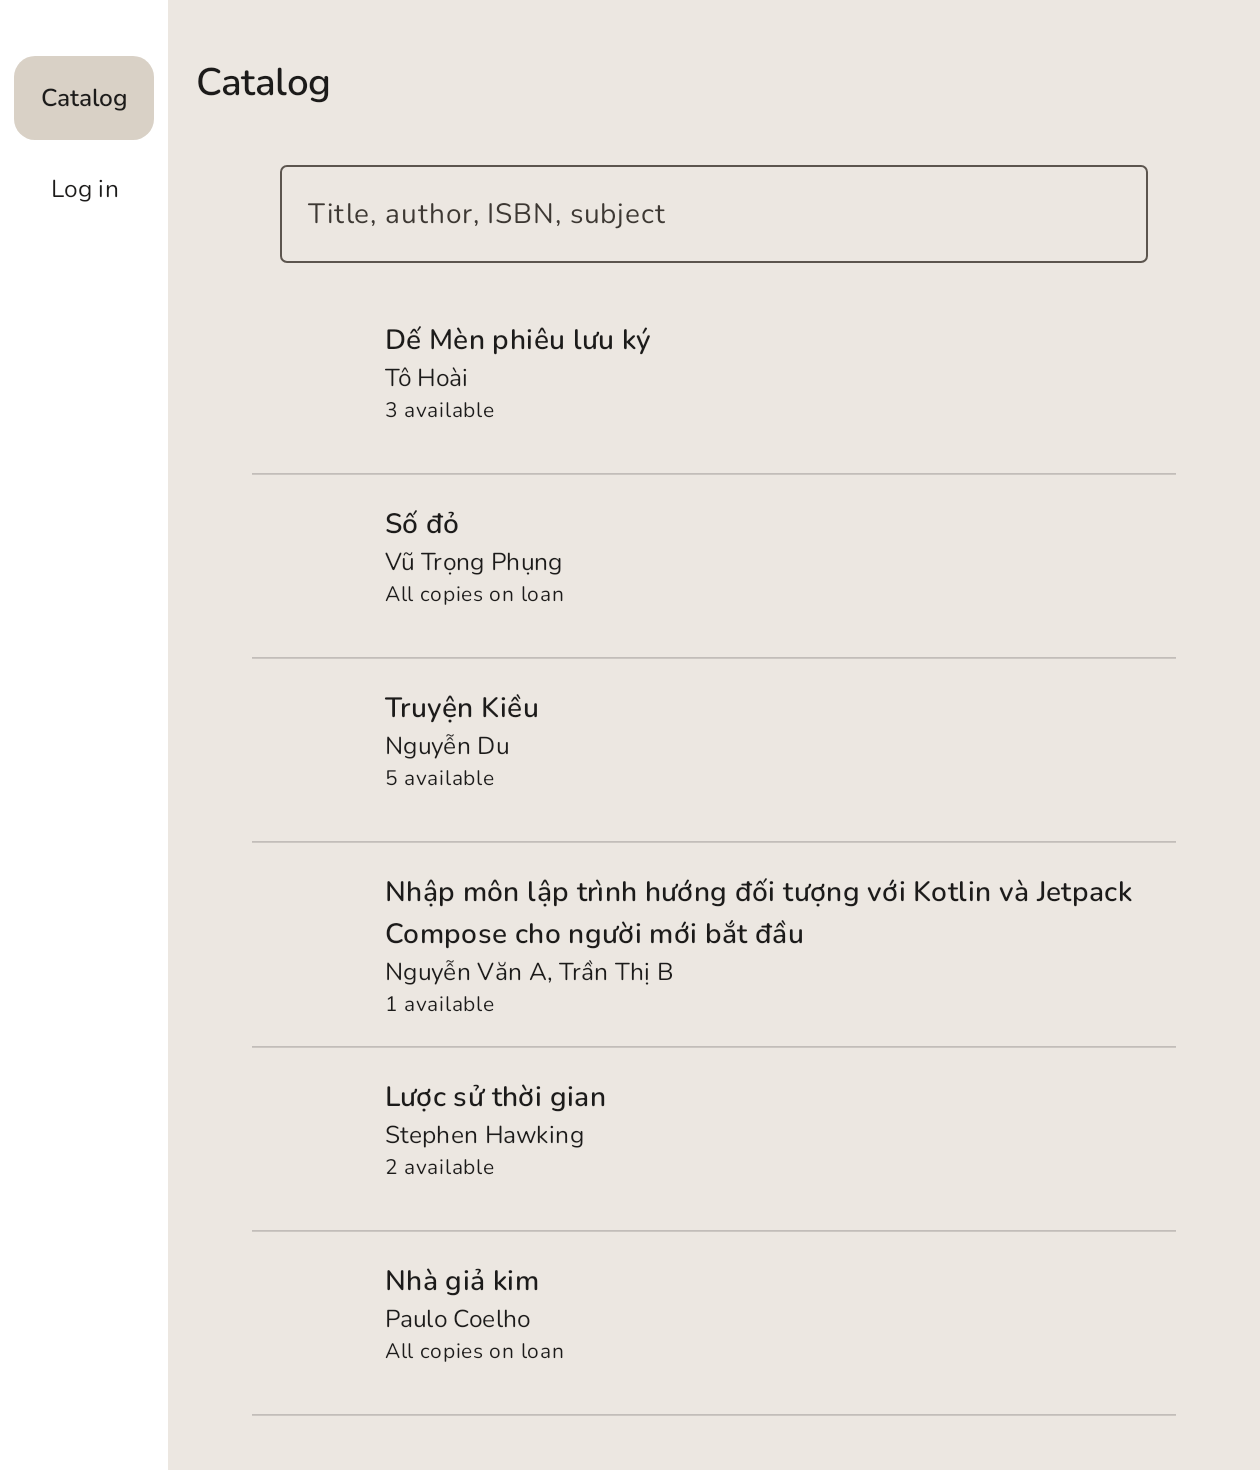 Catalog
Log in
Catalog
Title, author, ISBN, subject
Dế Mèn phiêu lưu ký
Tô Hoài
3 available
Số đỏ
Vũ Trọng Phụng
All copies on loan
Truyện Kiều
Nguyễn Du
5 available
Nhập môn lập trình hướng đối tượng với Kotlin và Jetpack
Compose cho người mới bắt đầu
Nguyễn Văn A, Trần Thị B
1 available
Lược sử thời gian
Stephen Hawking
2 available
Nhà giả kim
Paulo Coelho
All copies on loan